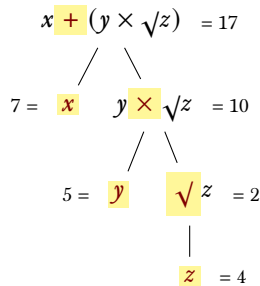 x + (y × √z) = 17
7 = x y × √z = 10
5 = y √ z = 2
z = 4